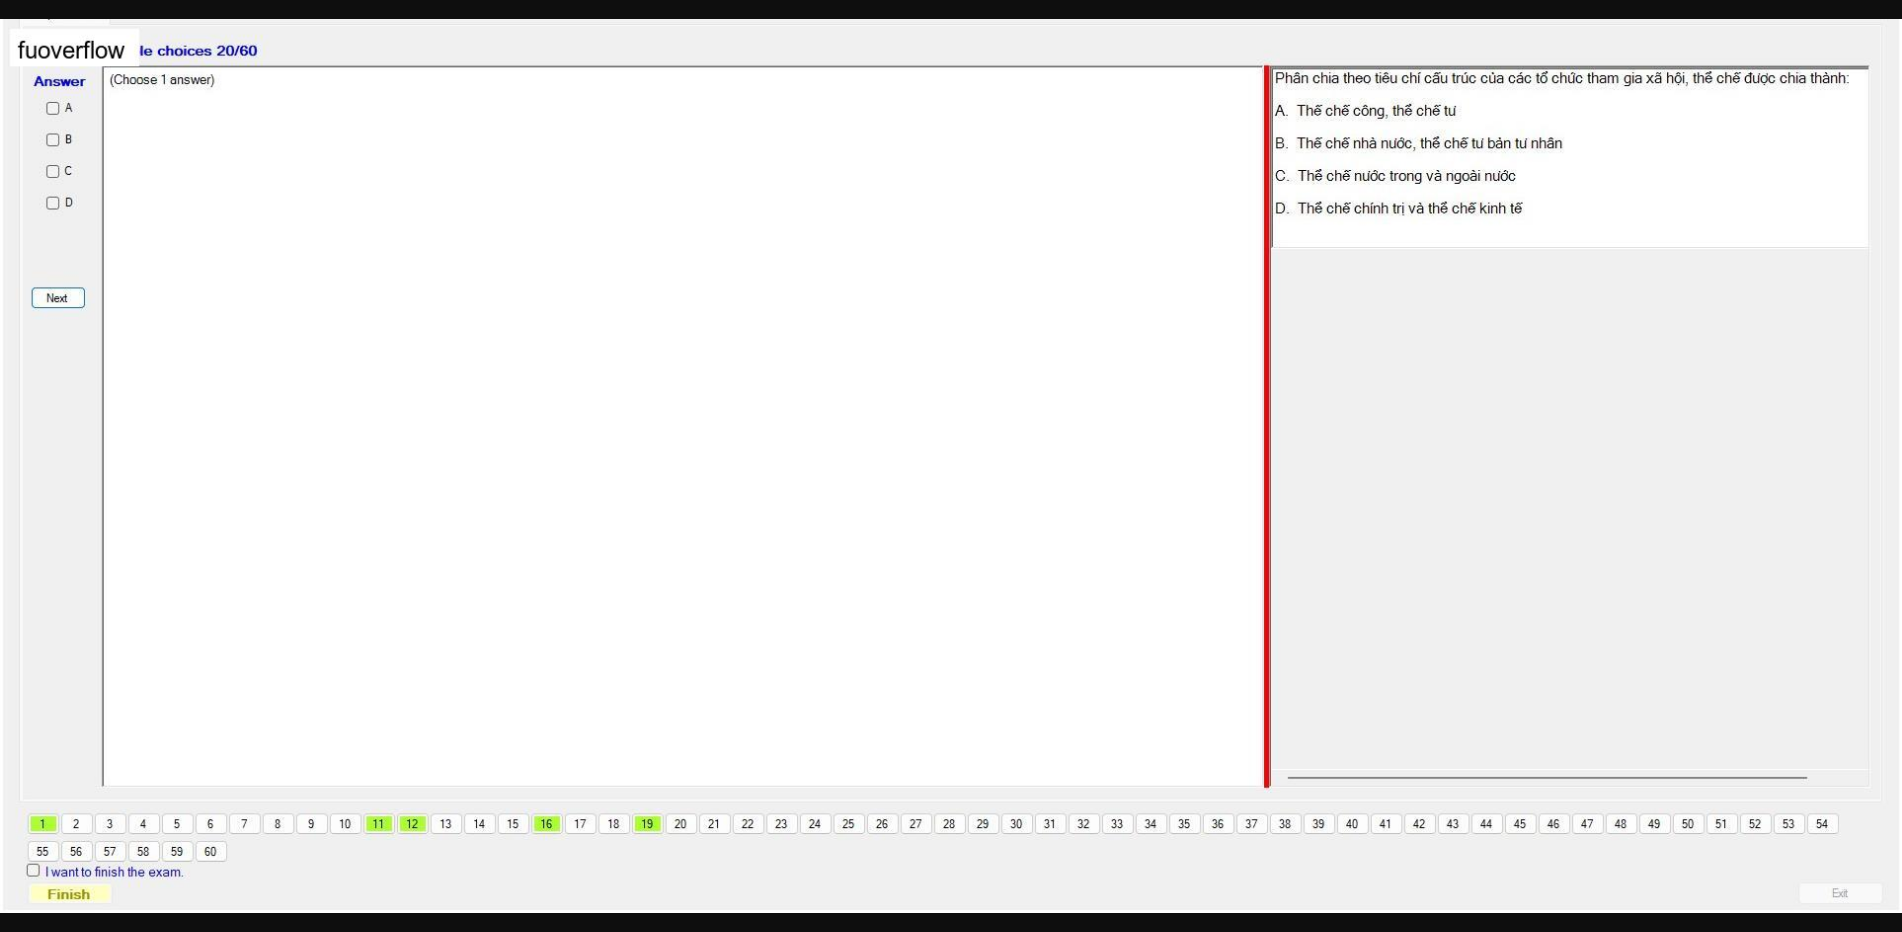 fuoverflow le choices 20/60
Answer
(Choose 1 answer)
A
B
C
D
Next
Phân chia theo tiêu chí cấu trúc của các tổ chức tham gia xã hội, thể chế được chia thành:
A. Thế chế công, thể chế tư
B. Thế chế nhà nước, thể chế tư bản tư nhân
C. Thể chế nước trong và ngoài nước
D. Thể chế chính trị và thể chế kinh tế
1 2 3 4 5 6 7 8 9 10 11 12 13 14 15 16 17 18 19 20 21 22 23 24 25 26 27 28 29 30 31 32 33 34 35 36 37 38 39 40 41 42 43 44 45 46 47 48 49 50 51 52 53 54
55 56 57 58 59 60
I want to finish the exam.
Finish
Exit